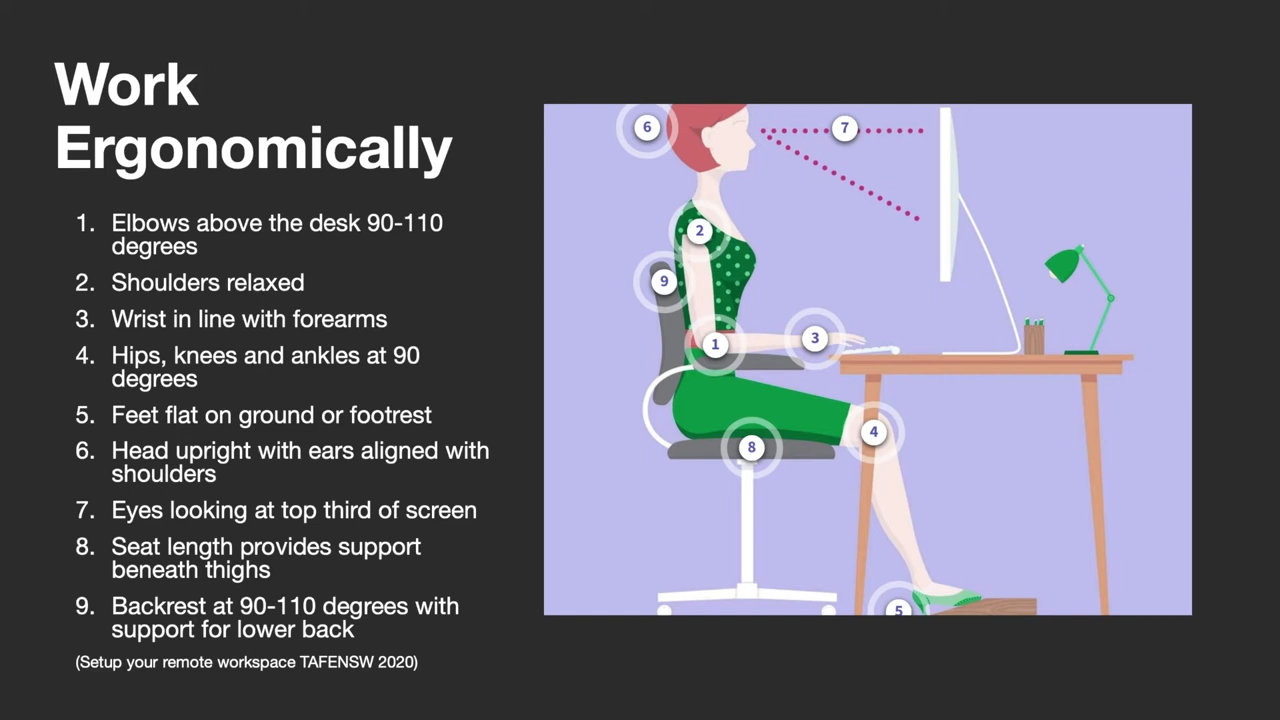 Work
Ergonomically
1. Elbows above the desk 90-110
degrees
2. Shoulders relaxed
3. Wrist in line with forearms
4. Hips, knees and ankles at 90
degrees
5. Feet flat on ground or footrest
6. Head upright with ears aligned with
shoulders
7. Eyes looking at top third of screen
8. Seat length provides support
beneath thighs
9. Backrest at 90-110 degrees with
support for lower back
(Setup your remote workspace TAFENSW 2020)
6
7
2
9
1
3
4
8
5